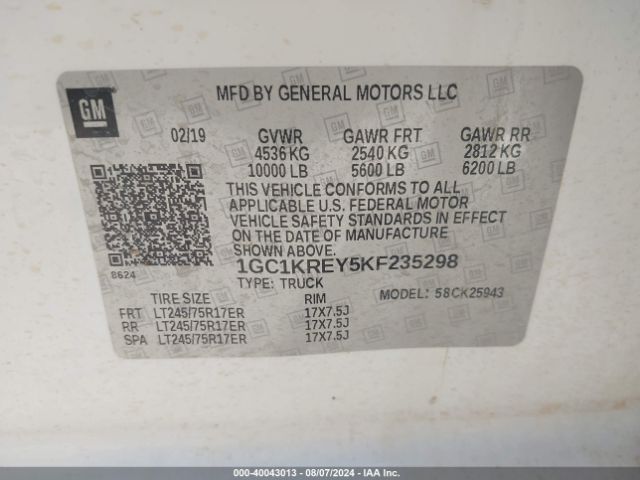 GM
MFD BY GENERAL MOTORS LLC
02/19 GVWR GAWR FRT GAWR RR
4536 KG 2540 KG 2812 KG
10000 LB 5600 LB 6200 LB
THIS VEHICLE CONFORMS TO ALL
APPLICABLE U.S. FEDERAL MOTOR
VEHICLE SAFETY STANDARDS IN EFFECT
ON THE DATE OF MANUFACTURE
SHOWN ABOVE.
8624
1GC1KREY5KF235298
TYPE: TRUCK MODEL: 58CK25943
TIRE SIZE RIM
FRT LT245/75R17ER 17X7.5J
RR LT245/75R17ER 17X7.5J
SPA LT245/75R17ER 17X7.5J
000-40043013 - 08/07/2024 - IAA Inc.